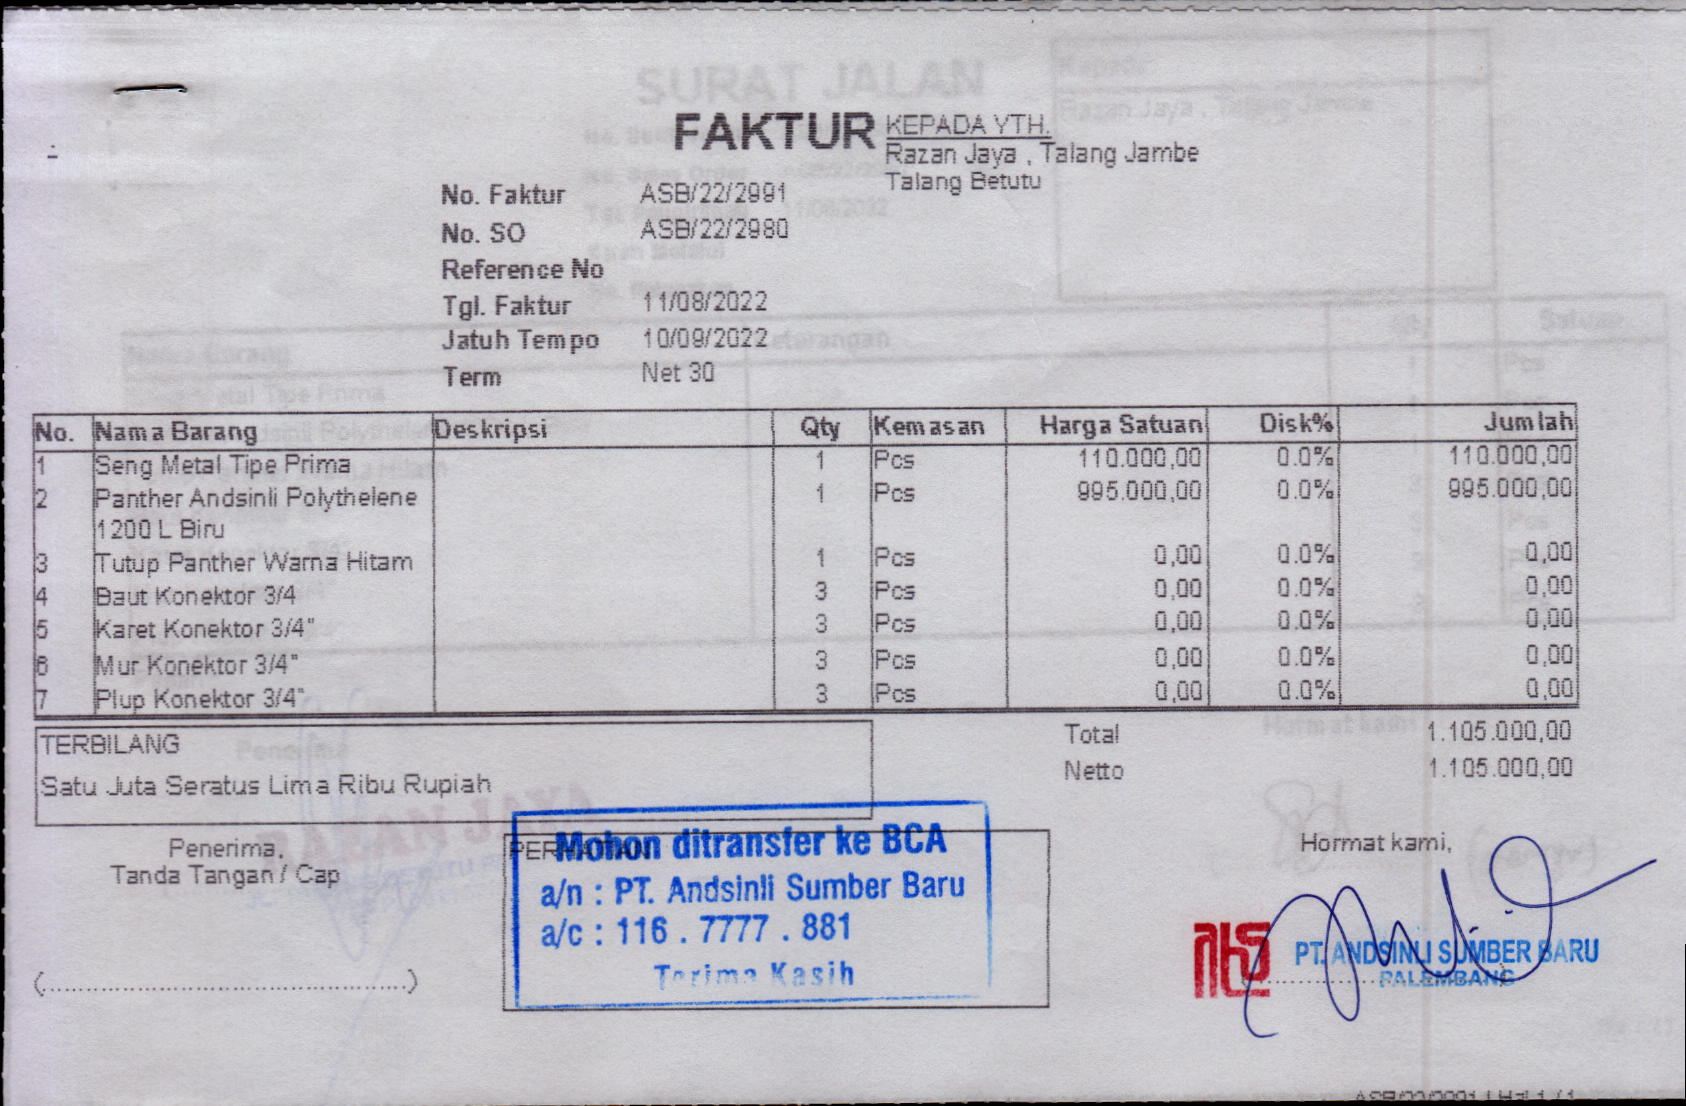 FAKTUR
KEPADA YTH.
Razan Jaya , Talang Jambe
Talang Betutu
No. Faktur ASB/22/2991
No. SO ASB/22/2980
Reference No
Tgl. Faktur 11/08/2022
Jatuh Tempo 10/09/2022
Term Net 30
No. Nama Barang Deskripsi Qty Kemasan Harga Satuan Disk% Jumlah
1 Seng Metal Tipe Prima 1 Pcs 110.000,00 0.0% 110.000,00
2 Panther Andsinli Polythelene 1 Pcs 995.000,00 0.0% 995.000,00
1200 L Biru
3 Tutup Panther Warna Hitam 1 Pcs 0,00 0.0% 0,00
4 Baut Konektor 3/4 3 Pcs 0,00 0.0% 0,00
5 Karet Konektor 3/4" 3 Pcs 0,00 0.0% 0,00
6 Mur Konektor 3/4" 3 Pcs 0,00 0.0% 0,00
7 Plup Konektor 3/4" 3 Pcs 0,00 0.0% 0,00
TERBILANG
Satu Juta Seratus Lima Ribu Rupiah
Total 1.105.000,00
Netto 1.105.000,00
Penerima,
Tanda Tangan / Cap
(..........................................)
Mohon ditransfer ke BCA
a/n : PT. Andsinli Sumber Baru
a/c : 116 . 7777 . 881
Terima Kasih
Hormat kami,
PT. ANDSINLI SUMBER BARU
PALEMBANG
SURAT JALAN
Razan Jaya , Talang Jambe
RAZAN JAYA